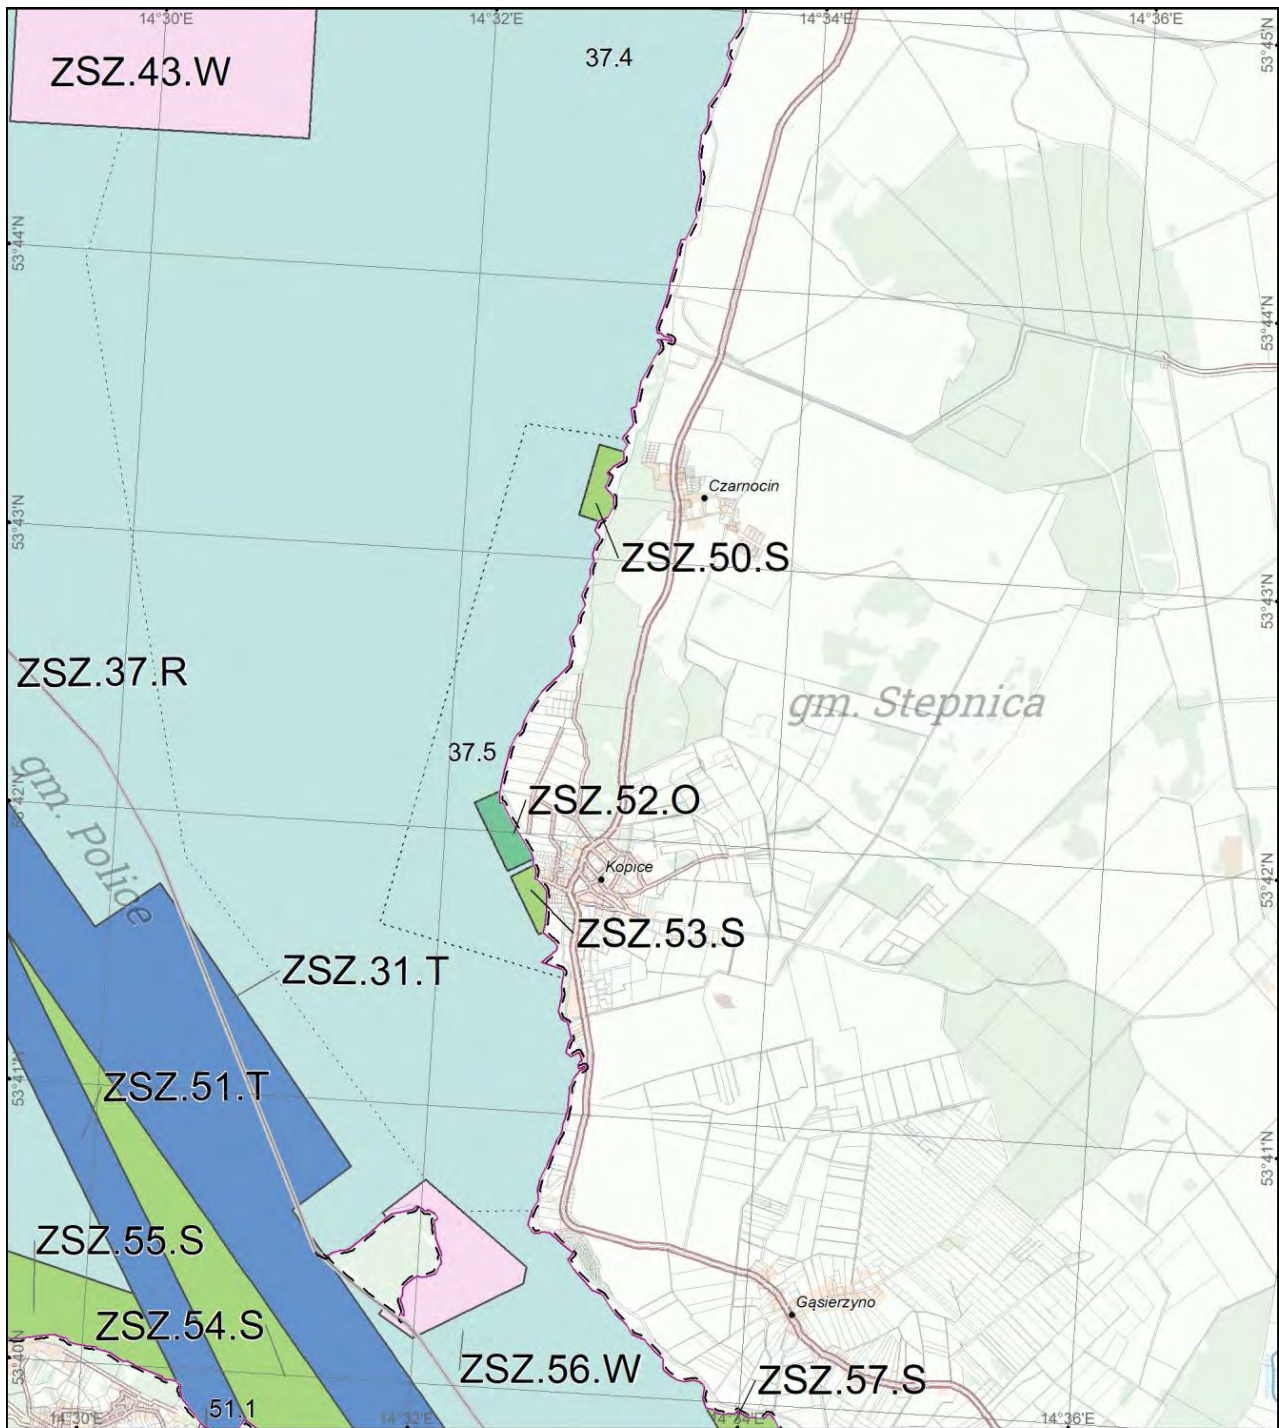 14°30'E
14°32'E
14°34'E
14°36'E
53°45'N
37.4
ZSZ.43.W
53°44'N
53°44'N
Czarnocin
53°43'N
ZSZ.50.S
53°43'N
ZSZ.37.R
gm. Stepnica
37.5
gm. Police
53°42'N
ZSZ.52.O
Kopice
53°42'N
ZSZ.53.S
ZSZ.31.T
53°41'N
ZSZ.51.T
53°41'N
ZSZ.55.S
Gąsierzyno
ZSZ.54.S
53°40'N
ZSZ.56.W
ZSZ.57.S
51.1
14°30'E
14°32'E
14°34'E
14°36'E